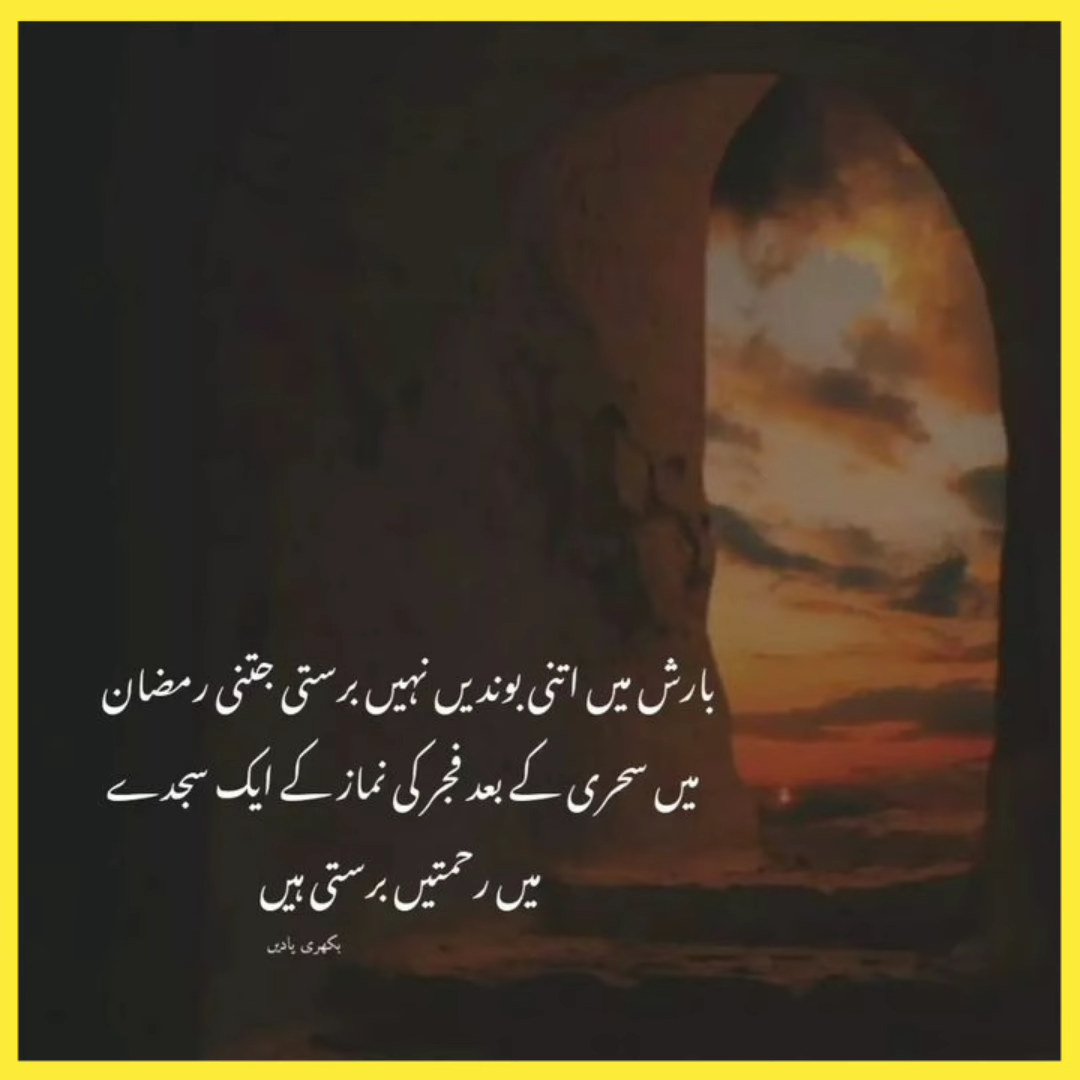 بارش میں اتنی بوندیں نہیں برستی جتنی رمضان
میں سحری کے بعد فجر کی نماز کے ایک سجدے
میں رحمتیں برستی ہیں
بکھری یادیں